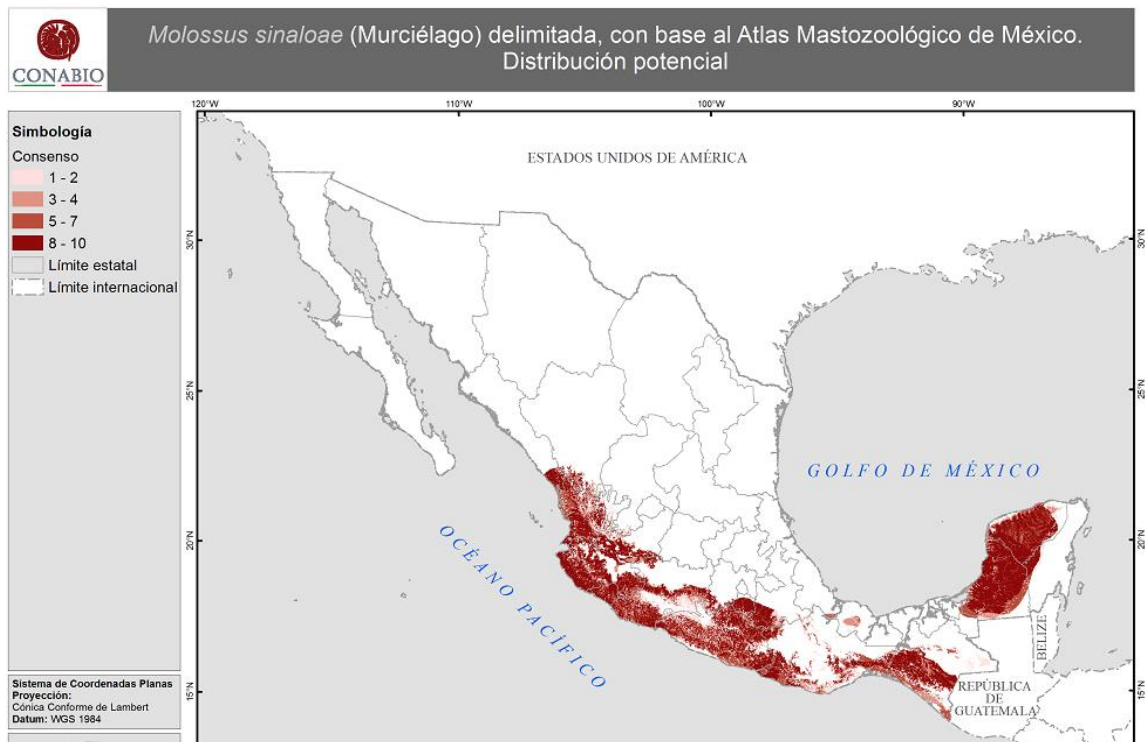 CONABIO
Molossus sinaloae (Murciélago) delimitada, con base al Atlas Mastozoológico de México.
Distribución potencial
120°W
110°W
100°W
90°W
Simbología
Consenso
1 - 2
3 - 4
5 - 7
8 - 10
Límite estatal
Límite internacional
ESTADOS UNIDOS DE AMÉRICA
30°N
30°N
25°N
25°N
GOLFO DE MÉXICO
20°N
20°N
OCÉANO PACÍFICO
BELIZE
15°N
15°N
REPÚBLICA
DE
GUATEMALA
Sistema de Coordenadas Planas
Proyección:
Cónica Conforme de Lambert
Datum: WGS 1984